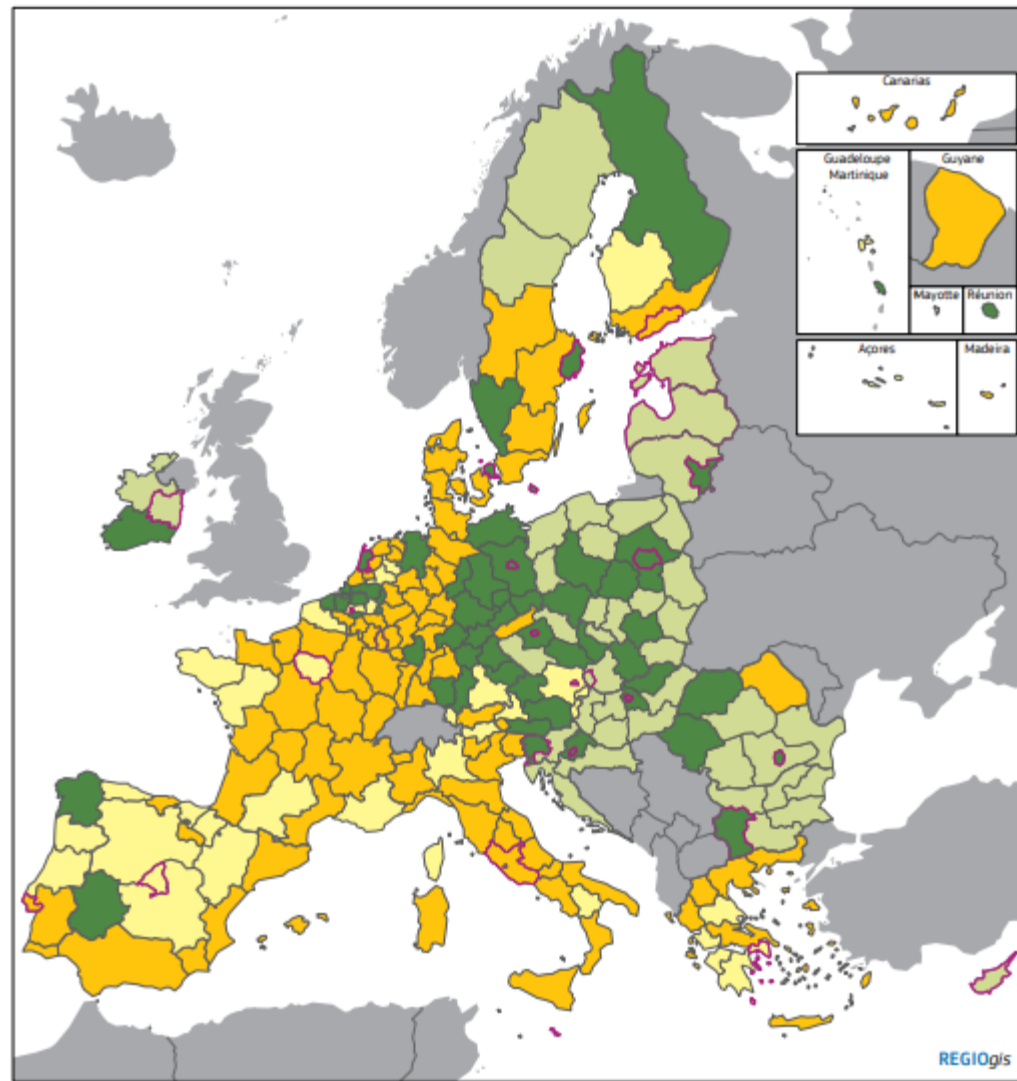 Canarias
Guadeloupe
Martinique
Guyane
Mayotte
Réunion
Açores
Madeira
REGIOgis